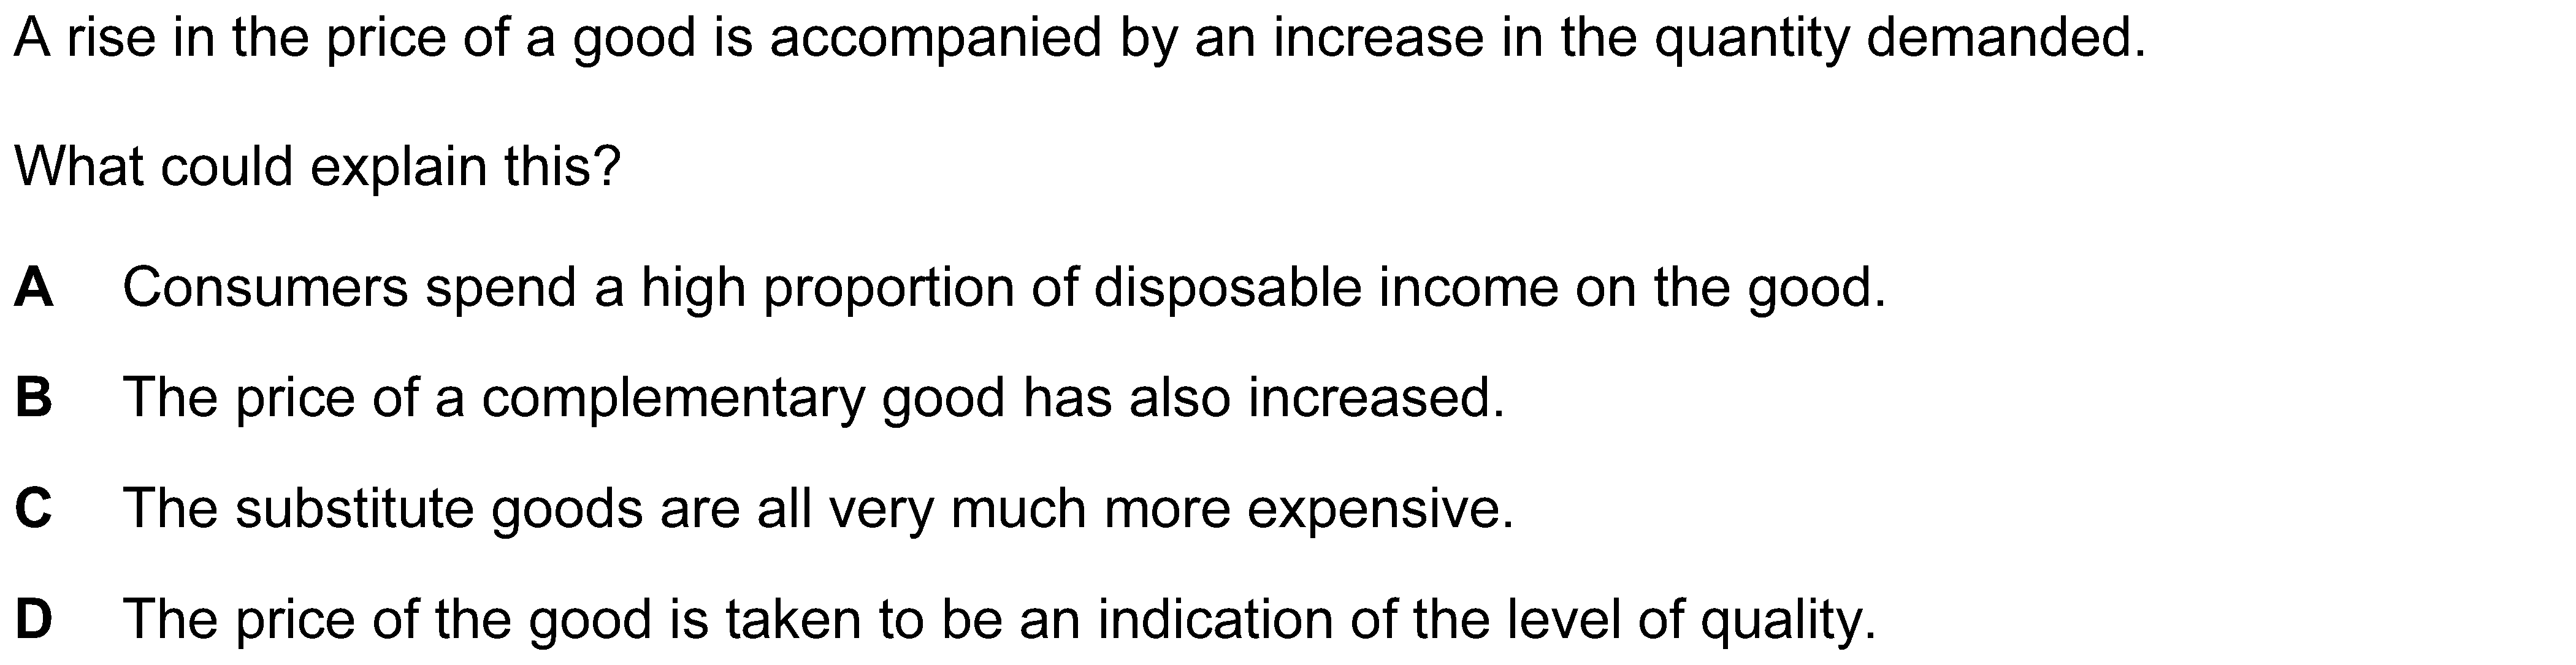 A rise in the price of a good is accompanied by an increase in the quantity demanded.
What could explain this?
A Consumers spend a high proportion of disposable income on the good.
B The price of a complementary good has also increased.
C The substitute goods are all very much more expensive.
D The price of the good is taken to be an indication of the level of quality.